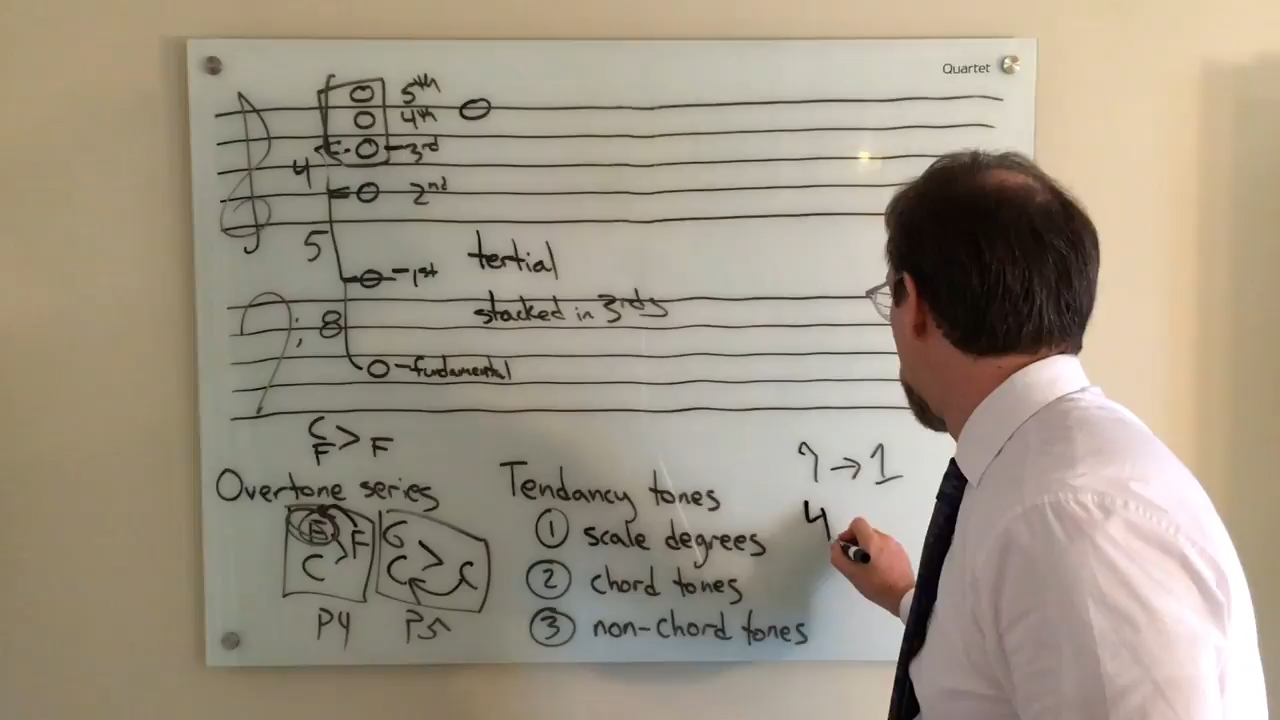 Quartet
5th
4th
E - 3rd
4
2nd
5
tertial
1st
stacked in 3rds
8
fundamental
C
F > F
Overtone series
E
F
C >
P4
G
C > C
P5
Tendancy tones
1 scale degrees
2 chord tones
3 non-chord tones
7 → 1
4